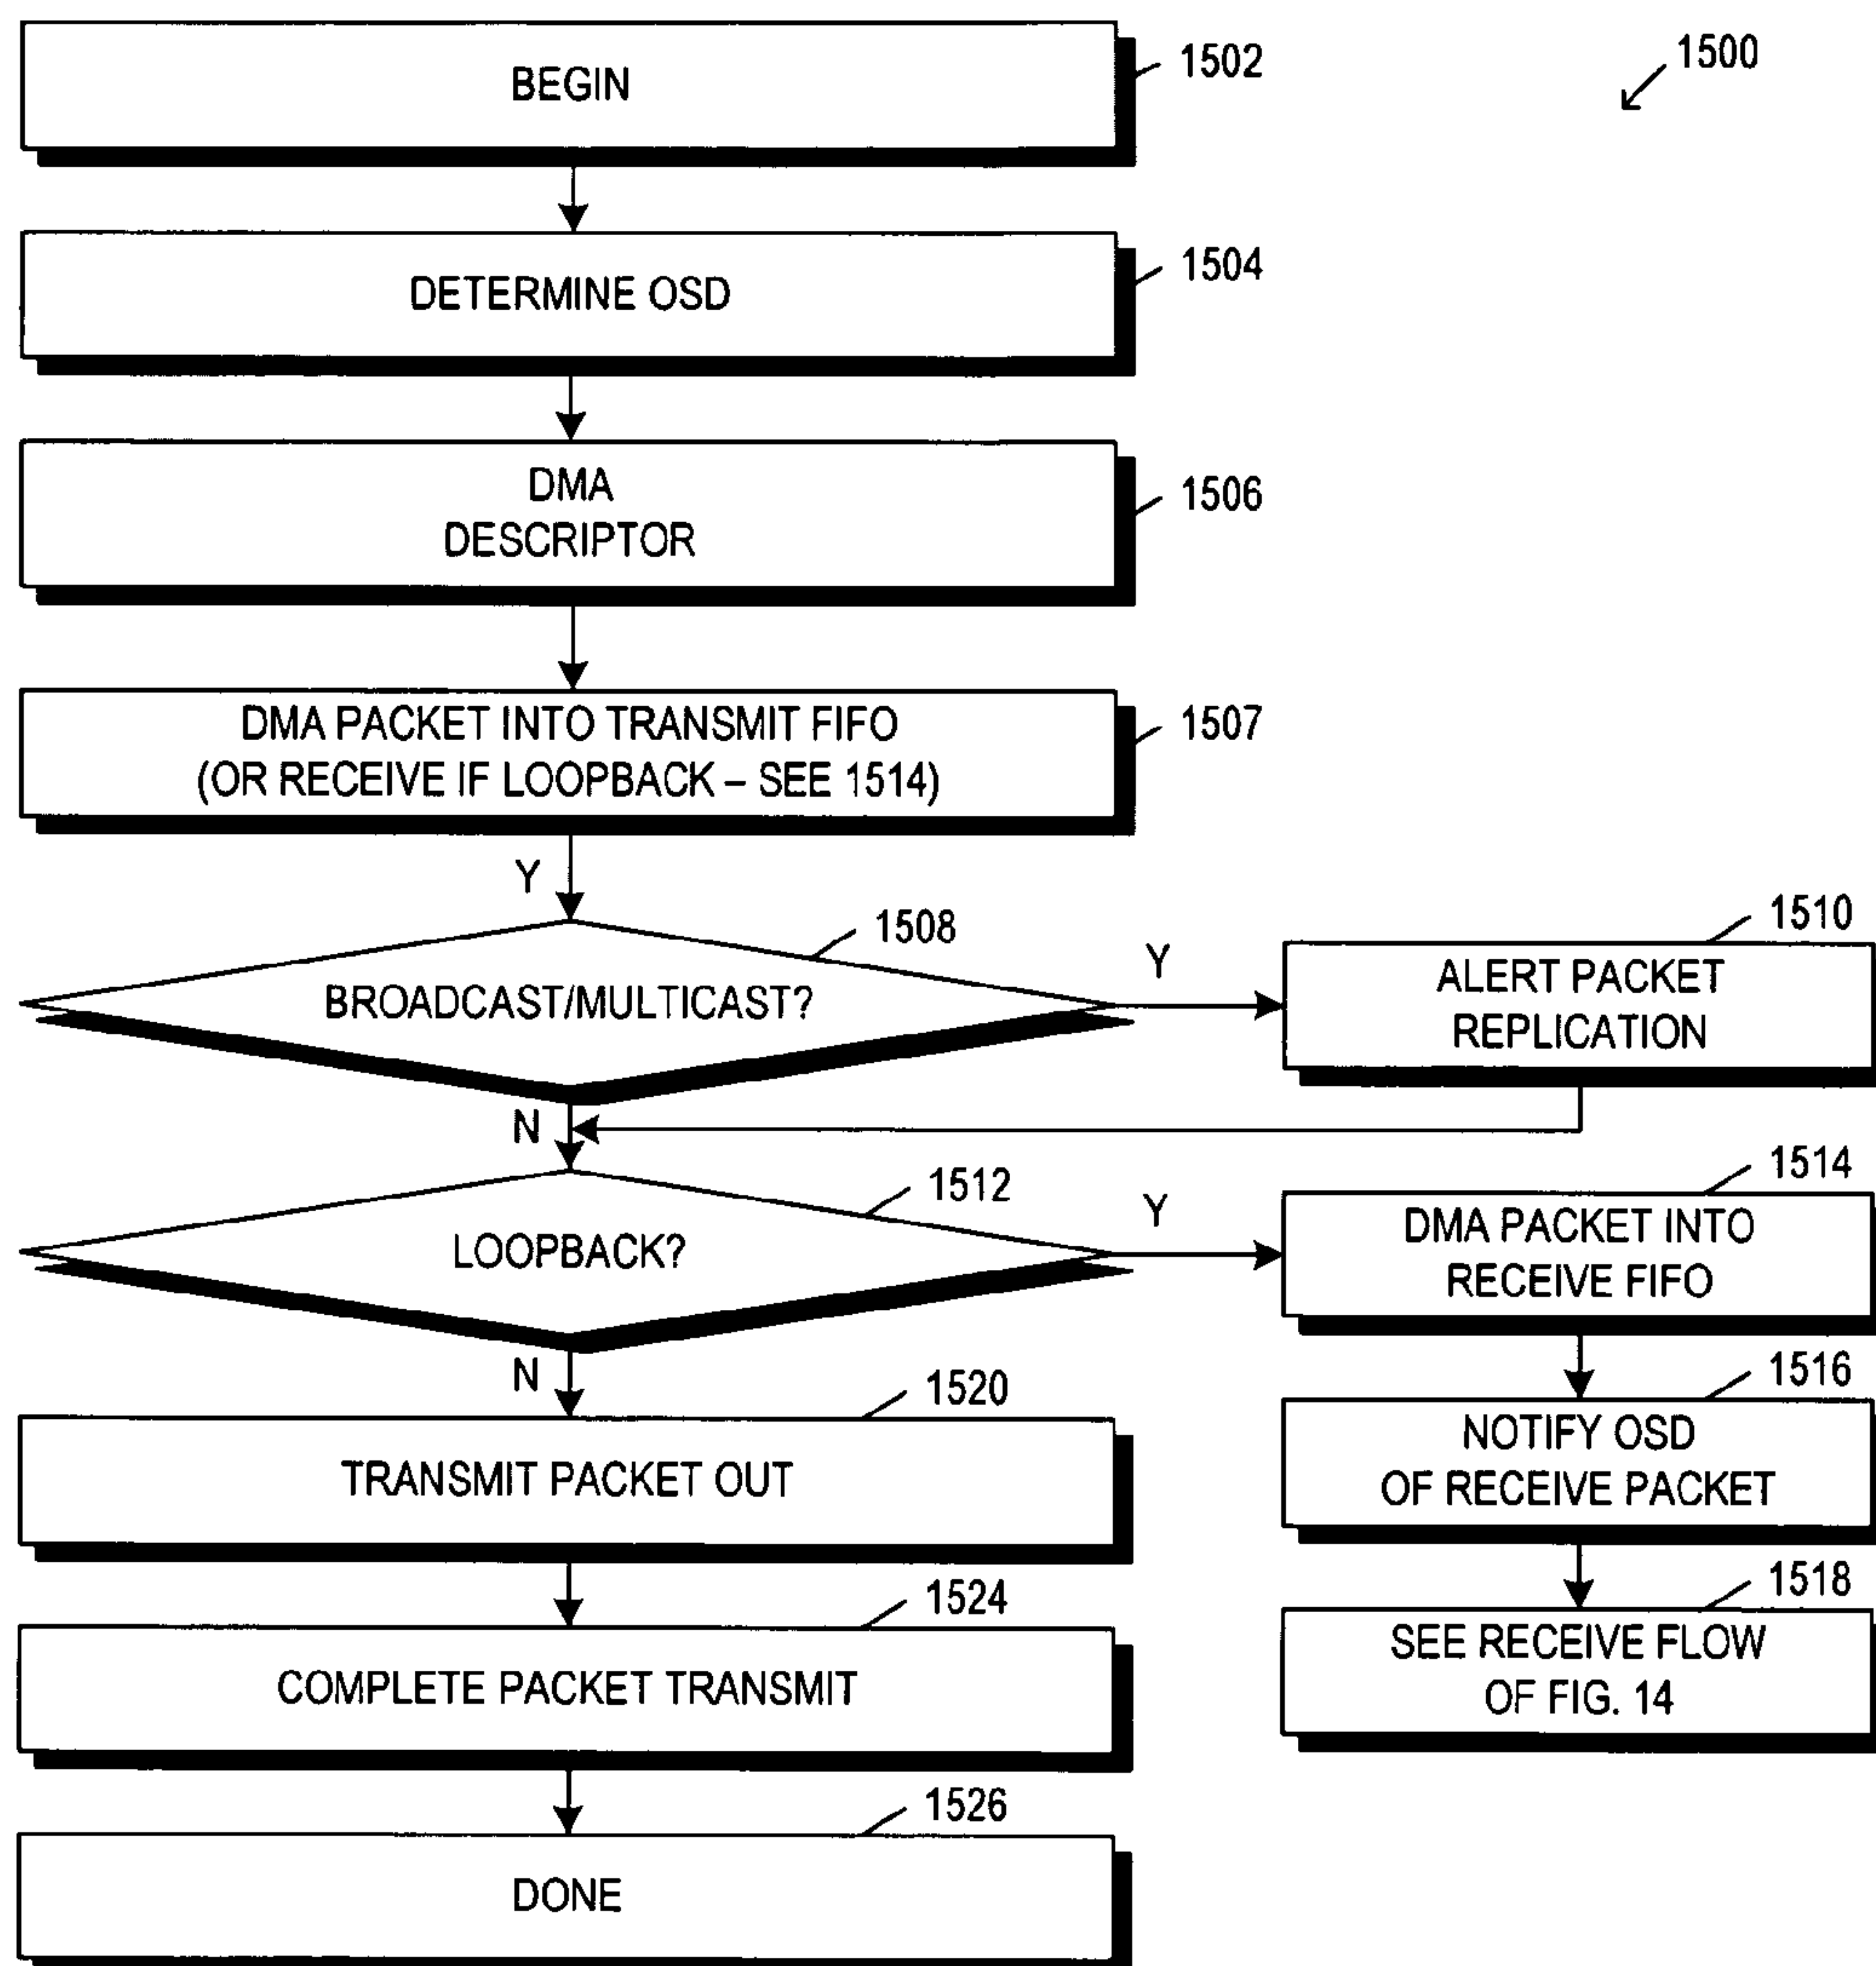 1500
BEGIN
1502
DETERMINE OSD
1504
DMA
DESCRIPTOR
1506
DMA PACKET INTO TRANSMIT FIFO
(OR RECEIVE IF LOOPBACK – SEE 1514)
1507
Y
BROADCAST/MULTICAST?
1508
Y
1510
ALERT PACKET
REPLICATION
N
LOOPBACK?
1512
Y
1514
DMA PACKET INTO
RECEIVE FIFO
1516
NOTIFY OSD
OF RECEIVE PACKET
1518
SEE RECEIVE FLOW
OF FIG. 14
N
1520
TRANSMIT PACKET OUT
1524
COMPLETE PACKET TRANSMIT
1526
DONE